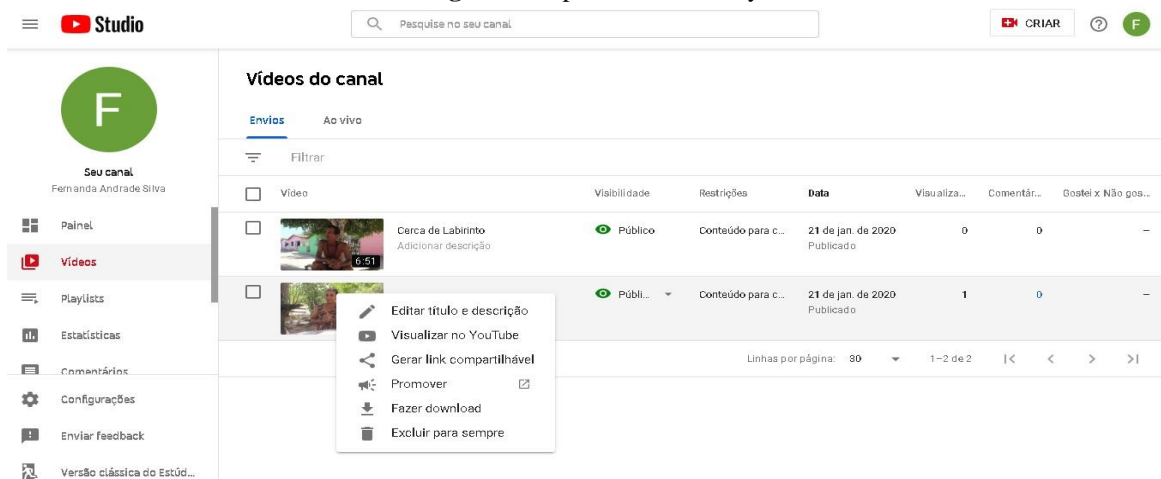 Studio
Pesquise no seu canal
CRIAR
F
F
Seu canal
Fernanda Andrade Silva
Painel
Vídeos
Playlists
Estatísticas
Comentários
Configurações
Enviar feedback
Versão clássica do Estúd...
Vídeos do canal
Envios Ao vivo
Filtrar
Vídeo Visibilidade Restrições Data Visualiza... Comentár... Gostei x Não gos...
6:51
Cerca de Labirinto
Adicionar descrição
Público Conteúdo para c... 21 de jan. de 2020 0 0 –
Publicado
Públi... Conteúdo para c... 21 de jan. de 2020 1 0 –
Publicado
Editar título e descrição
Visualizar no YouTube
Gerar link compartilhável
Promover
Fazer download
Excluir para sempre
Linhas por página: 30 1–2 de 2